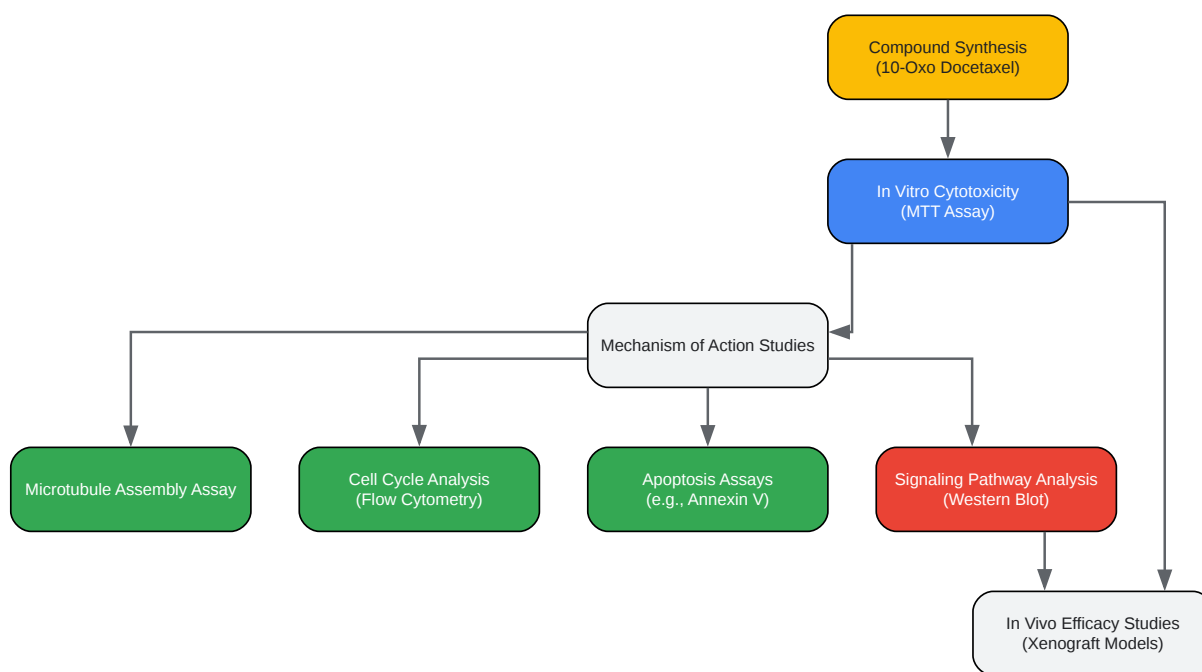 Compound Synthesis
(10-Oxo Docetaxel)
In Vitro Cytotoxicity
(MTT Assay)
Mechanism of Action Studies
Microtubule Assembly Assay
Cell Cycle Analysis
(Flow Cytometry)
Apoptosis Assays
(e.g., Annexin V)
Signaling Pathway Analysis
(Western Blot)
In Vivo Efficacy Studies
(Xenograft Models)